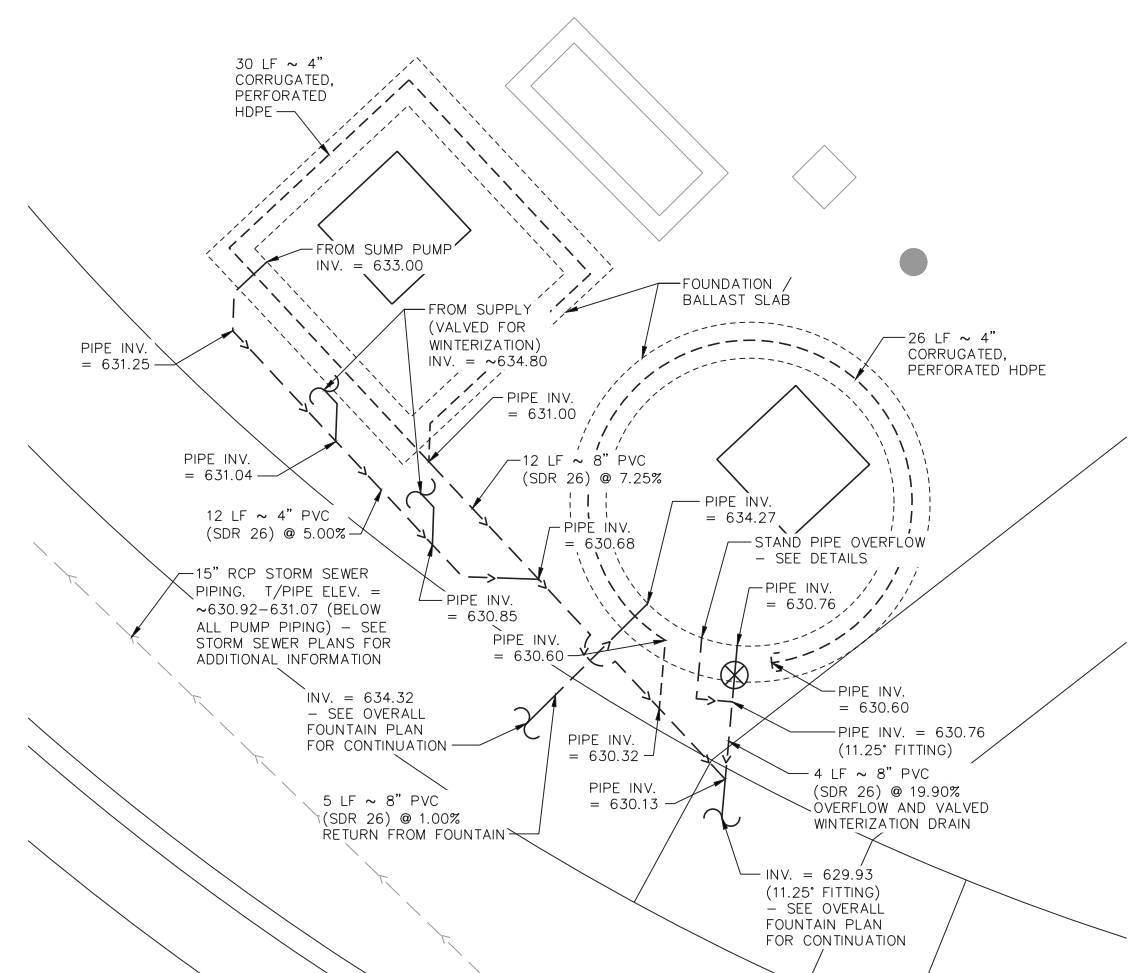 30 LF ~ 4"
CORRUGATED,
PERFORATED
HDPE
FROM SUMP PUMP
INV. = 633.00
FOUNDATION /
BALLAST SLAB
FROM SUPPLY
(VALVED FOR
WINTERIZATION)
INV. = ~634.80
26 LF ~ 4"
CORRUGATED,
PERFORATED HDPE
PIPE INV.
= 631.25
PIPE INV.
= 631.00
PIPE INV.
= 631.04
12 LF ~ 8" PVC
(SDR 26) @ 7.25%
PIPE INV.
= 634.27
12 LF ~ 4" PVC
(SDR 26) @ 5.00%
PIPE INV.
= 630.68
STAND PIPE OVERFLOW
– SEE DETAILS
15" RCP STORM SEWER
PIPING. T/PIPE ELEV. =
~630.92–631.07 (BELOW
ALL PUMP PIPING) – SEE
STORM SEWER PLANS FOR
ADDITIONAL INFORMATION
PIPE INV.
= 630.85
PIPE INV.
= 630.76
PIPE INV.
= 630.60
INV. = 634.32
– SEE OVERALL
FOUNTAIN PLAN
FOR CONTINUATION
PIPE INV.
= 630.60
PIPE INV.
= 630.32
PIPE INV. = 630.76
(11.25° FITTING)
PIPE INV.
= 630.13
4 LF ~ 8" PVC
(SDR 26) @ 19.90%
OVERFLOW AND VALVED
WINTERIZATION DRAIN
5 LF ~ 8" PVC
(SDR 26) @ 1.00%
RETURN FROM FOUNTAIN
INV. = 629.93
(11.25° FITTING)
– SEE OVERALL
FOUNTAIN PLAN
FOR CONTINUATION